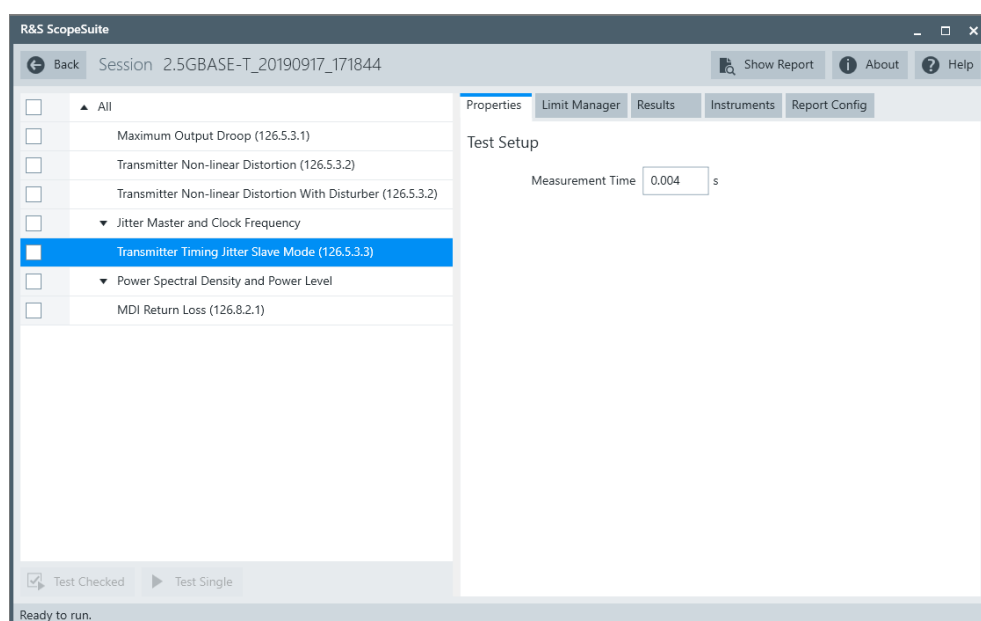 R&S ScopeSuite
Back Session 2.5GBASE-T_20190917_171844 Show Report About Help
All
Maximum Output Droop (126.5.3.1)
Transmitter Non-linear Distortion (126.5.3.2)
Transmitter Non-linear Distortion With Disturber (126.5.3.2)
Jitter Master and Clock Frequency
Transmitter Timing Jitter Slave Mode (126.5.3.3)
Power Spectral Density and Power Level
MDI Return Loss (126.8.2.1)
Properties Limit Manager Results Instruments Report Config
Test Setup
Measurement Time 0.004 s
Test Checked Test Single
Ready to run.